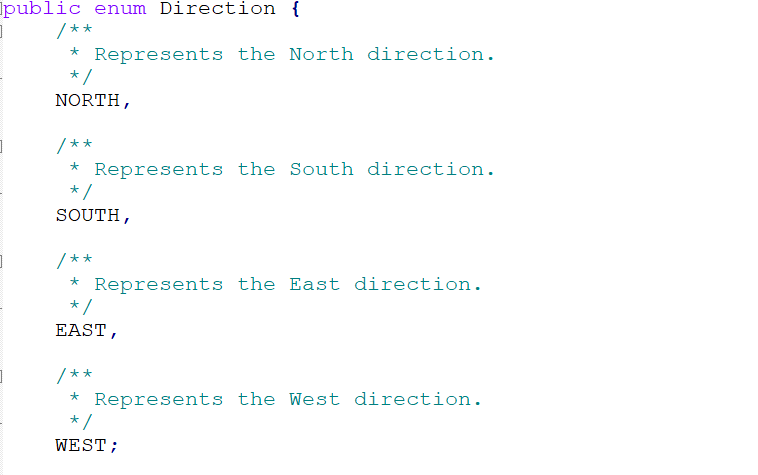 public enum Direction {
/**
* Represents the North direction.
*/
NORTH,
/**
* Represents the South direction.
*/
SOUTH,
/**
* Represents the East direction.
*/
EAST,
/**
* Represents the West direction.
*/
WEST;